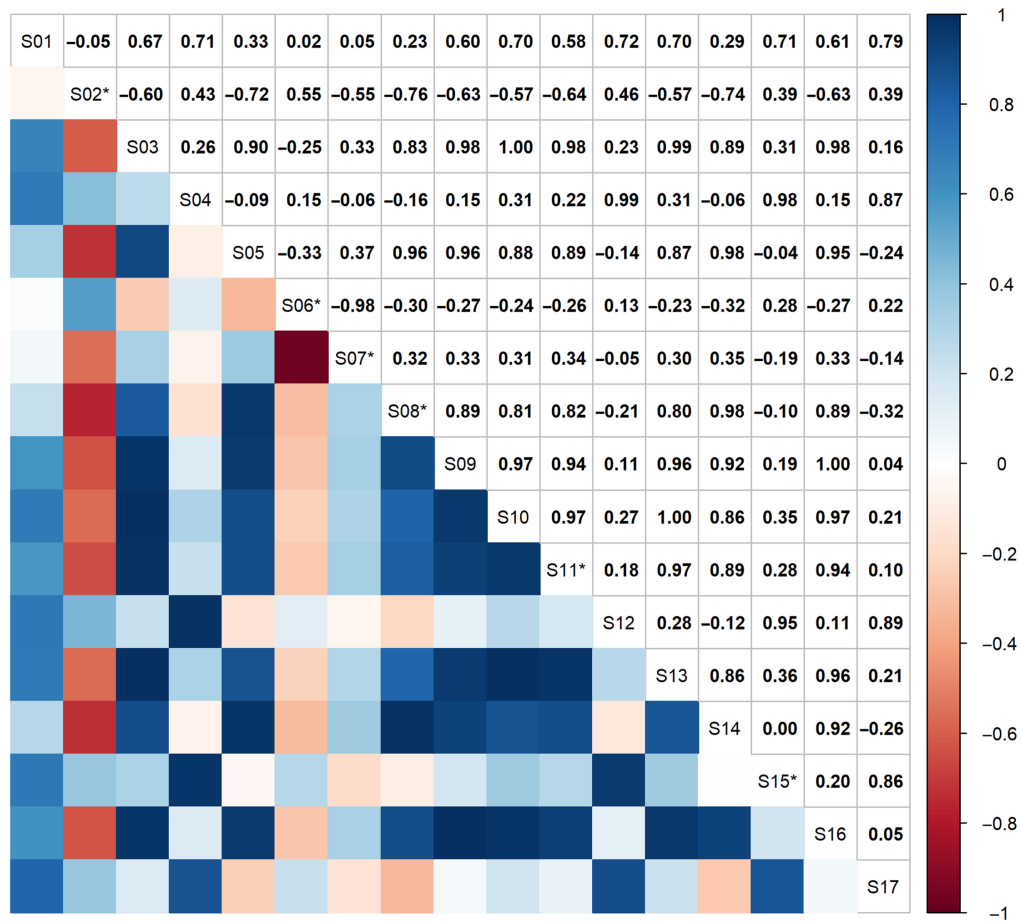 S01 −0.05 0.67 0.71 0.33 0.02 0.05 0.23 0.60 0.70 0.58 0.72 0.70 0.29 0.71 0.61 0.79
S02* −0.60 0.43 −0.72 0.55 −0.55 −0.76 −0.63 −0.57 −0.64 0.46 −0.57 −0.74 0.39 −0.63 0.39
S03 0.26 0.90 −0.25 0.33 0.83 0.98 1.00 0.98 0.23 0.99 0.89 0.31 0.98 0.16
S04 −0.09 0.15 −0.06 −0.16 0.15 0.31 0.22 0.99 0.31 −0.06 0.98 0.15 0.87
S05 −0.33 0.37 0.96 0.96 0.88 0.89 −0.14 0.87 0.98 −0.04 0.95 −0.24
S06* −0.98 −0.30 −0.27 −0.24 −0.26 0.13 −0.23 −0.32 0.28 −0.27 0.22
S07* 0.32 0.33 0.31 0.34 −0.05 0.30 0.35 −0.19 0.33 −0.14
S08* 0.89 0.81 0.82 −0.21 0.80 0.98 −0.10 0.89 −0.32
S09 0.97 0.94 0.11 0.96 0.92 0.19 1.00 0.04
S10 0.97 0.27 1.00 0.86 0.35 0.97 0.21
S11* 0.18 0.97 0.89 0.28 0.94 0.10
S12 0.28 −0.12 0.95 0.11 0.89
S13 0.86 0.36 0.96 0.21
S14 0.00 0.92 −0.26
S15* 0.20 0.86
S16 0.05
S17
1
0.8
0.6
0.4
0.2
0
−0.2
−0.4
−0.6
−0.8
−1